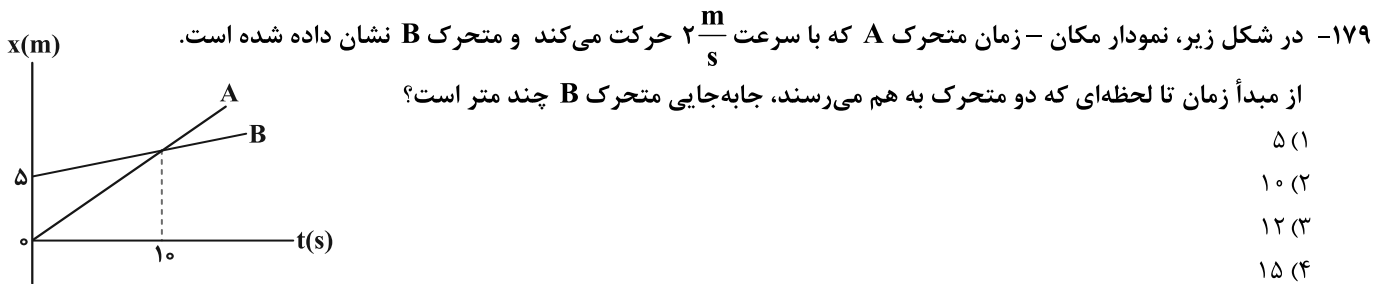 ۱۷۹- در شکل زیر، نمودار مکان – زمان متحرک A که با سرعت ۲ m/s حرکت می‌کند و متحرک B نشان داده شده است.
از مبدأ زمان تا لحظه‌ای که دو متحرک به هم می‌رسند، جابه‌جایی متحرک B چند متر است؟
۱) ۵
۲) ۱۰
۳) ۱۲
۴) ۱۵
x(m)
A
B
۵
۰
۱۰
t(s)